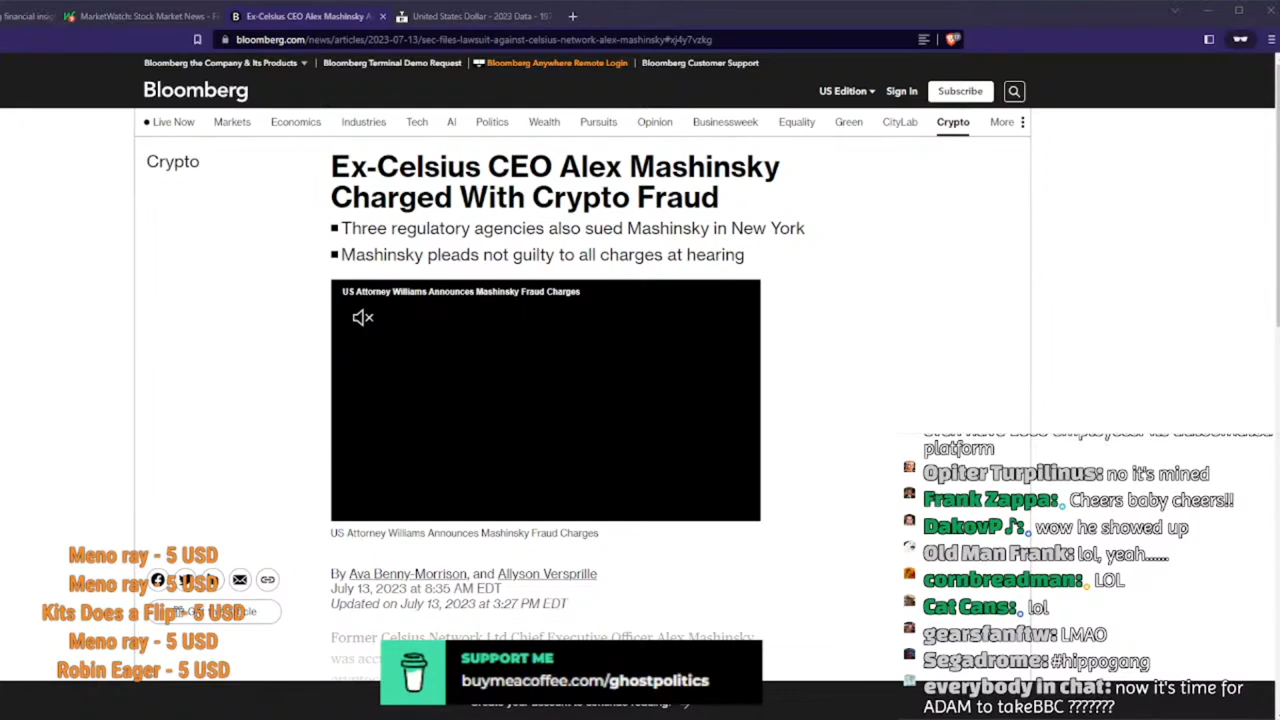 g financial insig
MarketWatch: Stock Market News - Fi
Ex-Celsius CEO Alex Mashinsky
United States Dollar - 2023 Data - 197
bloomberg.com/news/articles/2023-07-13/sec-files-lawsuit-against-celsius-network-alex-mashinsky#xj4y7vzkg
Bloomberg the Company & Its Products
Bloomberg Terminal Demo Request
Bloomberg Anywhere Remote Login
Bloomberg Customer Support
Bloomberg
US Edition
Sign In
Subscribe
Live Now Markets Economics Industries Tech AI Politics Wealth Pursuits Opinion Businessweek Equality Green CityLab Crypto More
Crypto
Ex-Celsius CEO Alex Mashinsky
Charged With Crypto Fraud
Three regulatory agencies also sued Mashinsky in New York
Mashinsky pleads not guilty to all charges at hearing
US Attorney Williams Announces Mashinsky Fraud Charges
US Attorney Williams Announces Mashinsky Fraud Charges
By Ava Benny-Morrison, and Allyson Versprille
July 13, 2023 at 8:35 AM EDT
Updated on July 13, 2023 at 3:27 PM EDT
Former Celsius Network Ltd Chief Executive Officer Alex Mashinsky
was
Meno ray - 5 USD
Meno ray - 5 USD
Kits Does a Flip - 5 USD
Meno ray - 5 USD
Robin Eager - 5 USD
SUPPORT ME
buymeacoffee.com/ghostpolitics
platform
Opiter Turpilinus: no it's mined
Frank Zappa: Cheers baby cheers!!
DakovP♪: wow he showed up
Old Man Frank: lol, yeah......
cornbreadman: LOL
Cat Cans: lol
gearsfanftw: LMAO
Segadrome: #hippogang
everybody in chat: now it's time for
ADAM to takeBBC ??????